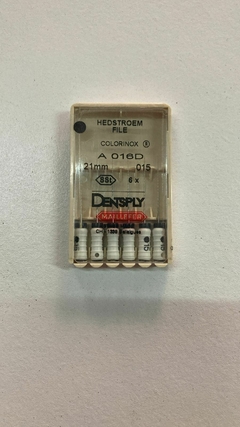 HEDSTROEM
FILE
COLORINOX ®
A 016D
21mm 015
SSt 6 x
DENTSPLY
MAILLEFER